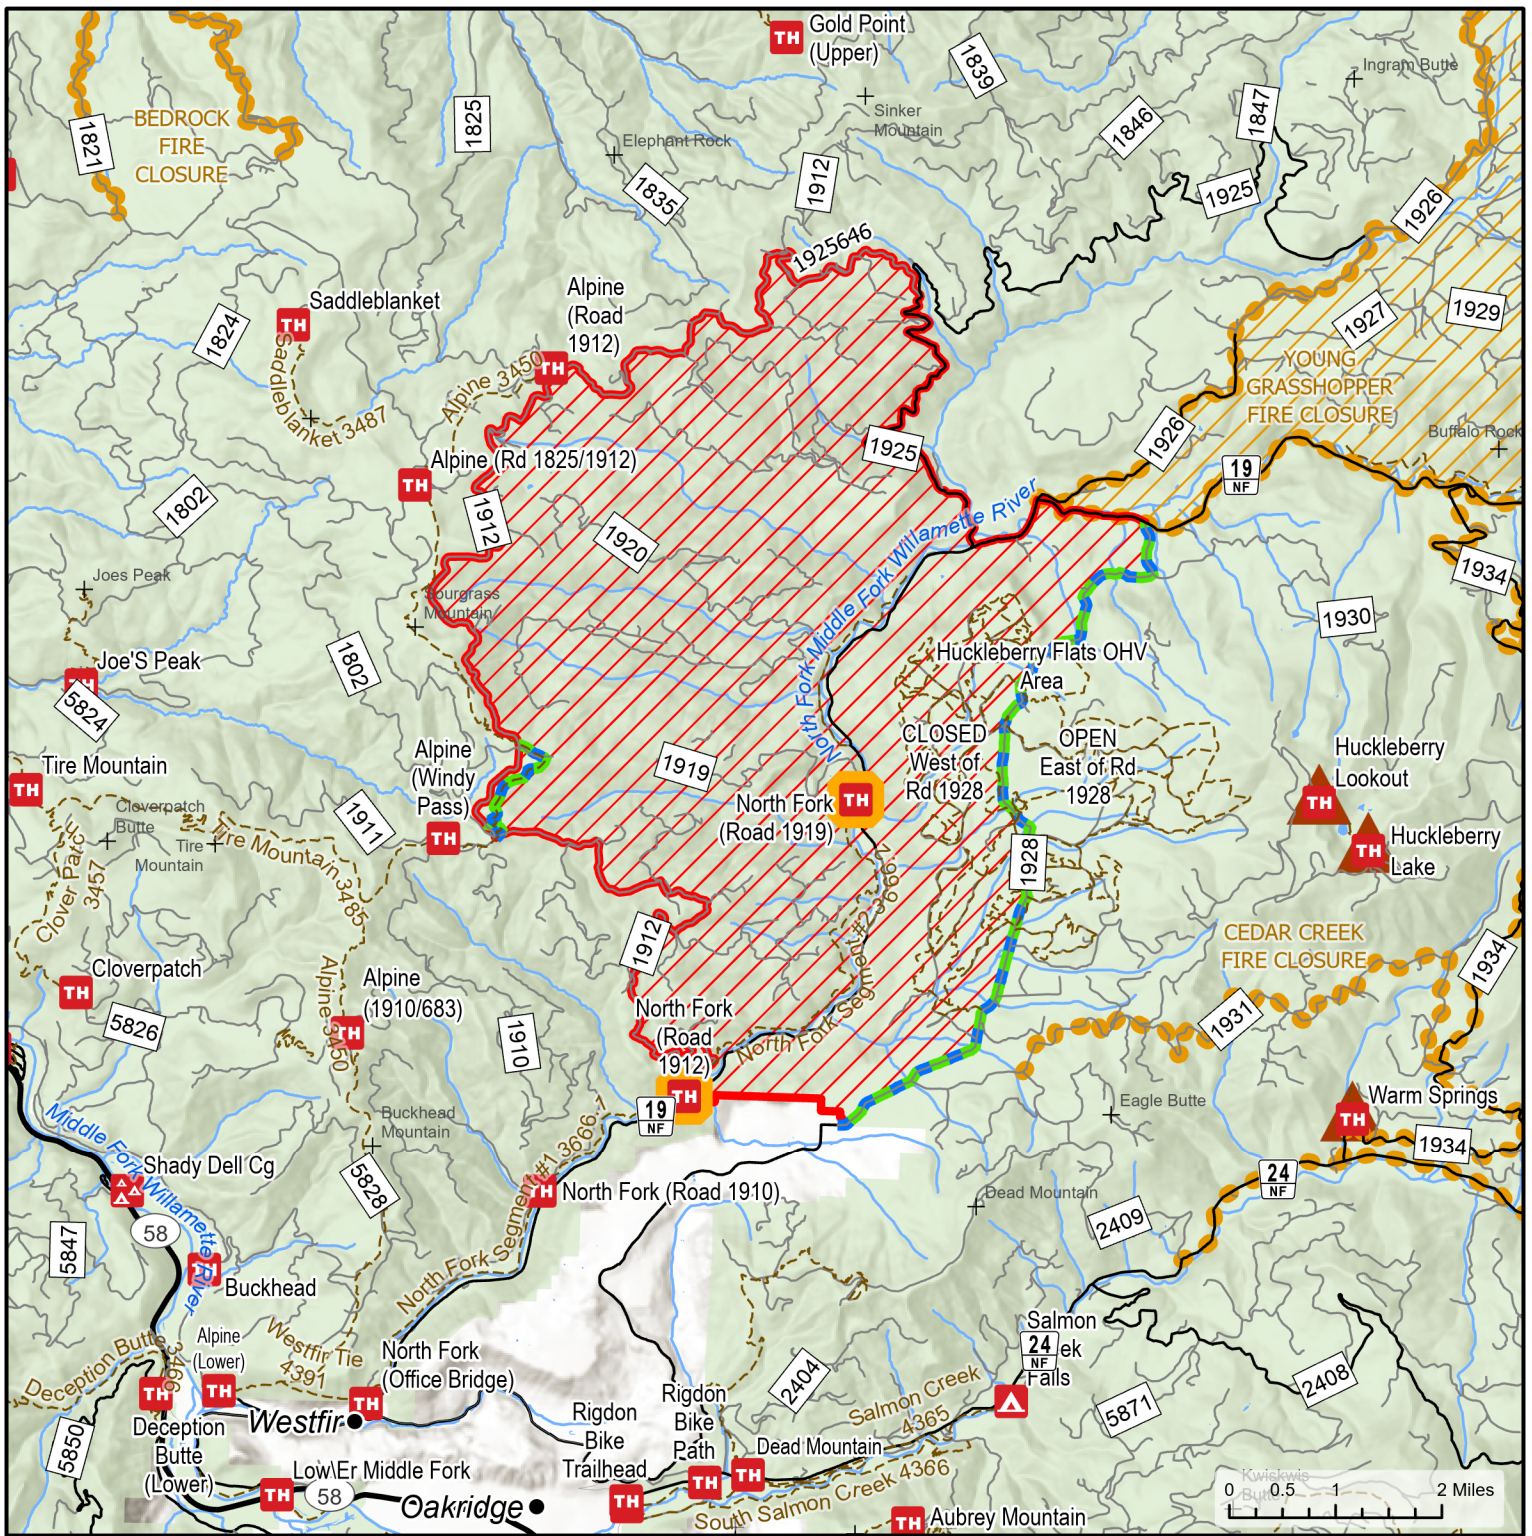 Gold Point
(Upper)
1839
Ingram Butte
1847
1825
BEDROCK
FIRE
CLOSURE
1821
Sinker
Mountain
Elephant Rock
1846
1835
1912
1925
1926
1925646
Alpine
(Road
1912)
Saddleblanket
1824
1927
1929
YOUNG
GRASSHOPPER
FIRE CLOSURE
Alpine 3450
Saddleblanket 3487
1926
Buffalo Rock
1925
Alpine (Rd 1825/1912)
19
NF
1802
1912
1920
North Fork Middle Fork Willamette River
1934
Joes Peak
Sourgrass
Mountain
1930
Joe'S Peak
1802
Huckleberry Flats OHV
Area
5824
CLOSED
West of
Rd 1928
OPEN
East of Rd
1928
Huckleberry
Lookout
Alpine
(Windy
Pass)
1919
Tire Mountain
North Fork
(Road 1919)
Cloverpatch
Butte
1911
Tire
Mountain
Tire Mountain 3485
Huckleberry
Lake
1928
Clover Patc
3457
1912
CEDAR CREEK
FIRE CLOSURE
1934
Cloverpatch
Alpine
(1910/683)
Alpine 3450
5826
1910
North Fork
(Road
1912)
North Fork Segment #2 3666
1931
Warm Springs
Eagle Butte
19
NF
Buckhead
Mountain
1934
Middle Fork Willamette River
Shady Dell Cg
5828
24
NF
North Fork (Road 1910)
North Fork Segment #1 3666
Dead Mountain
2409
58
5847
Buckhead
Salmon
24
NF
ek
Falls
Alpine
(Lower)
Westfir Tie
4391
North Fork
(Office Bridge)
Deception Butte
3466
2404
2408
Salmon Creek
4365
5871
Rigdon
Bike
Path
Westfir
Rigdon
Bike
Trailhead
Deception
Butte
(Lower)
5850
Dead Mountain
Low\Er Middle Fork
58
Oakridge
South Salmon Creek 4366
Aubrey Mountain
Kwiskwis
Butte
0 0.5 1 2 Miles
TH